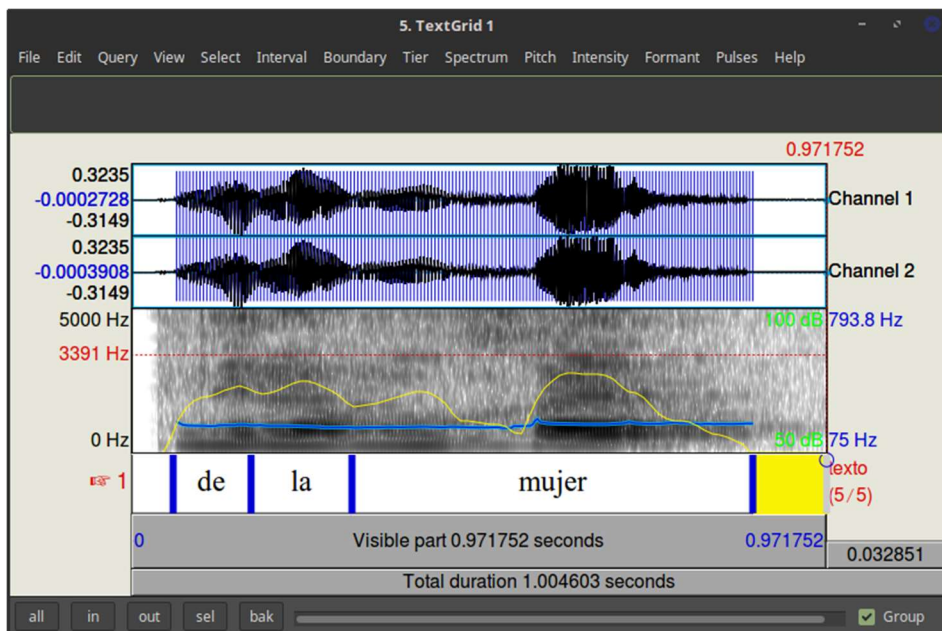 5. TextGrid 1
File Edit Query View Select Interval Boundary Tier Spectrum Pitch Intensity Formant Pulses Help
0.971752
0.3235
-0.0002728
-0.3149
Channel 1
0.3235
-0.0003908
-0.3149
Channel 2
5000 Hz 100 dB 793.8 Hz
3391 Hz
0 Hz 50 dB 75 Hz
☞ 1 de la mujer texto
(5/5)
0 Visible part 0.971752 seconds 0.971752 0.032851
Total duration 1.004603 seconds
all in out sel bak Group